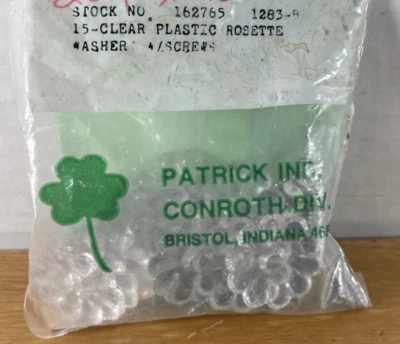 STOCK NO. 162765 1283-8
15-CLEAR PLASTIC ROSETTE
WASHER W/SCREWS
PATRICK IND.
CONROTH DIV.
BRISTOL, INDIANA